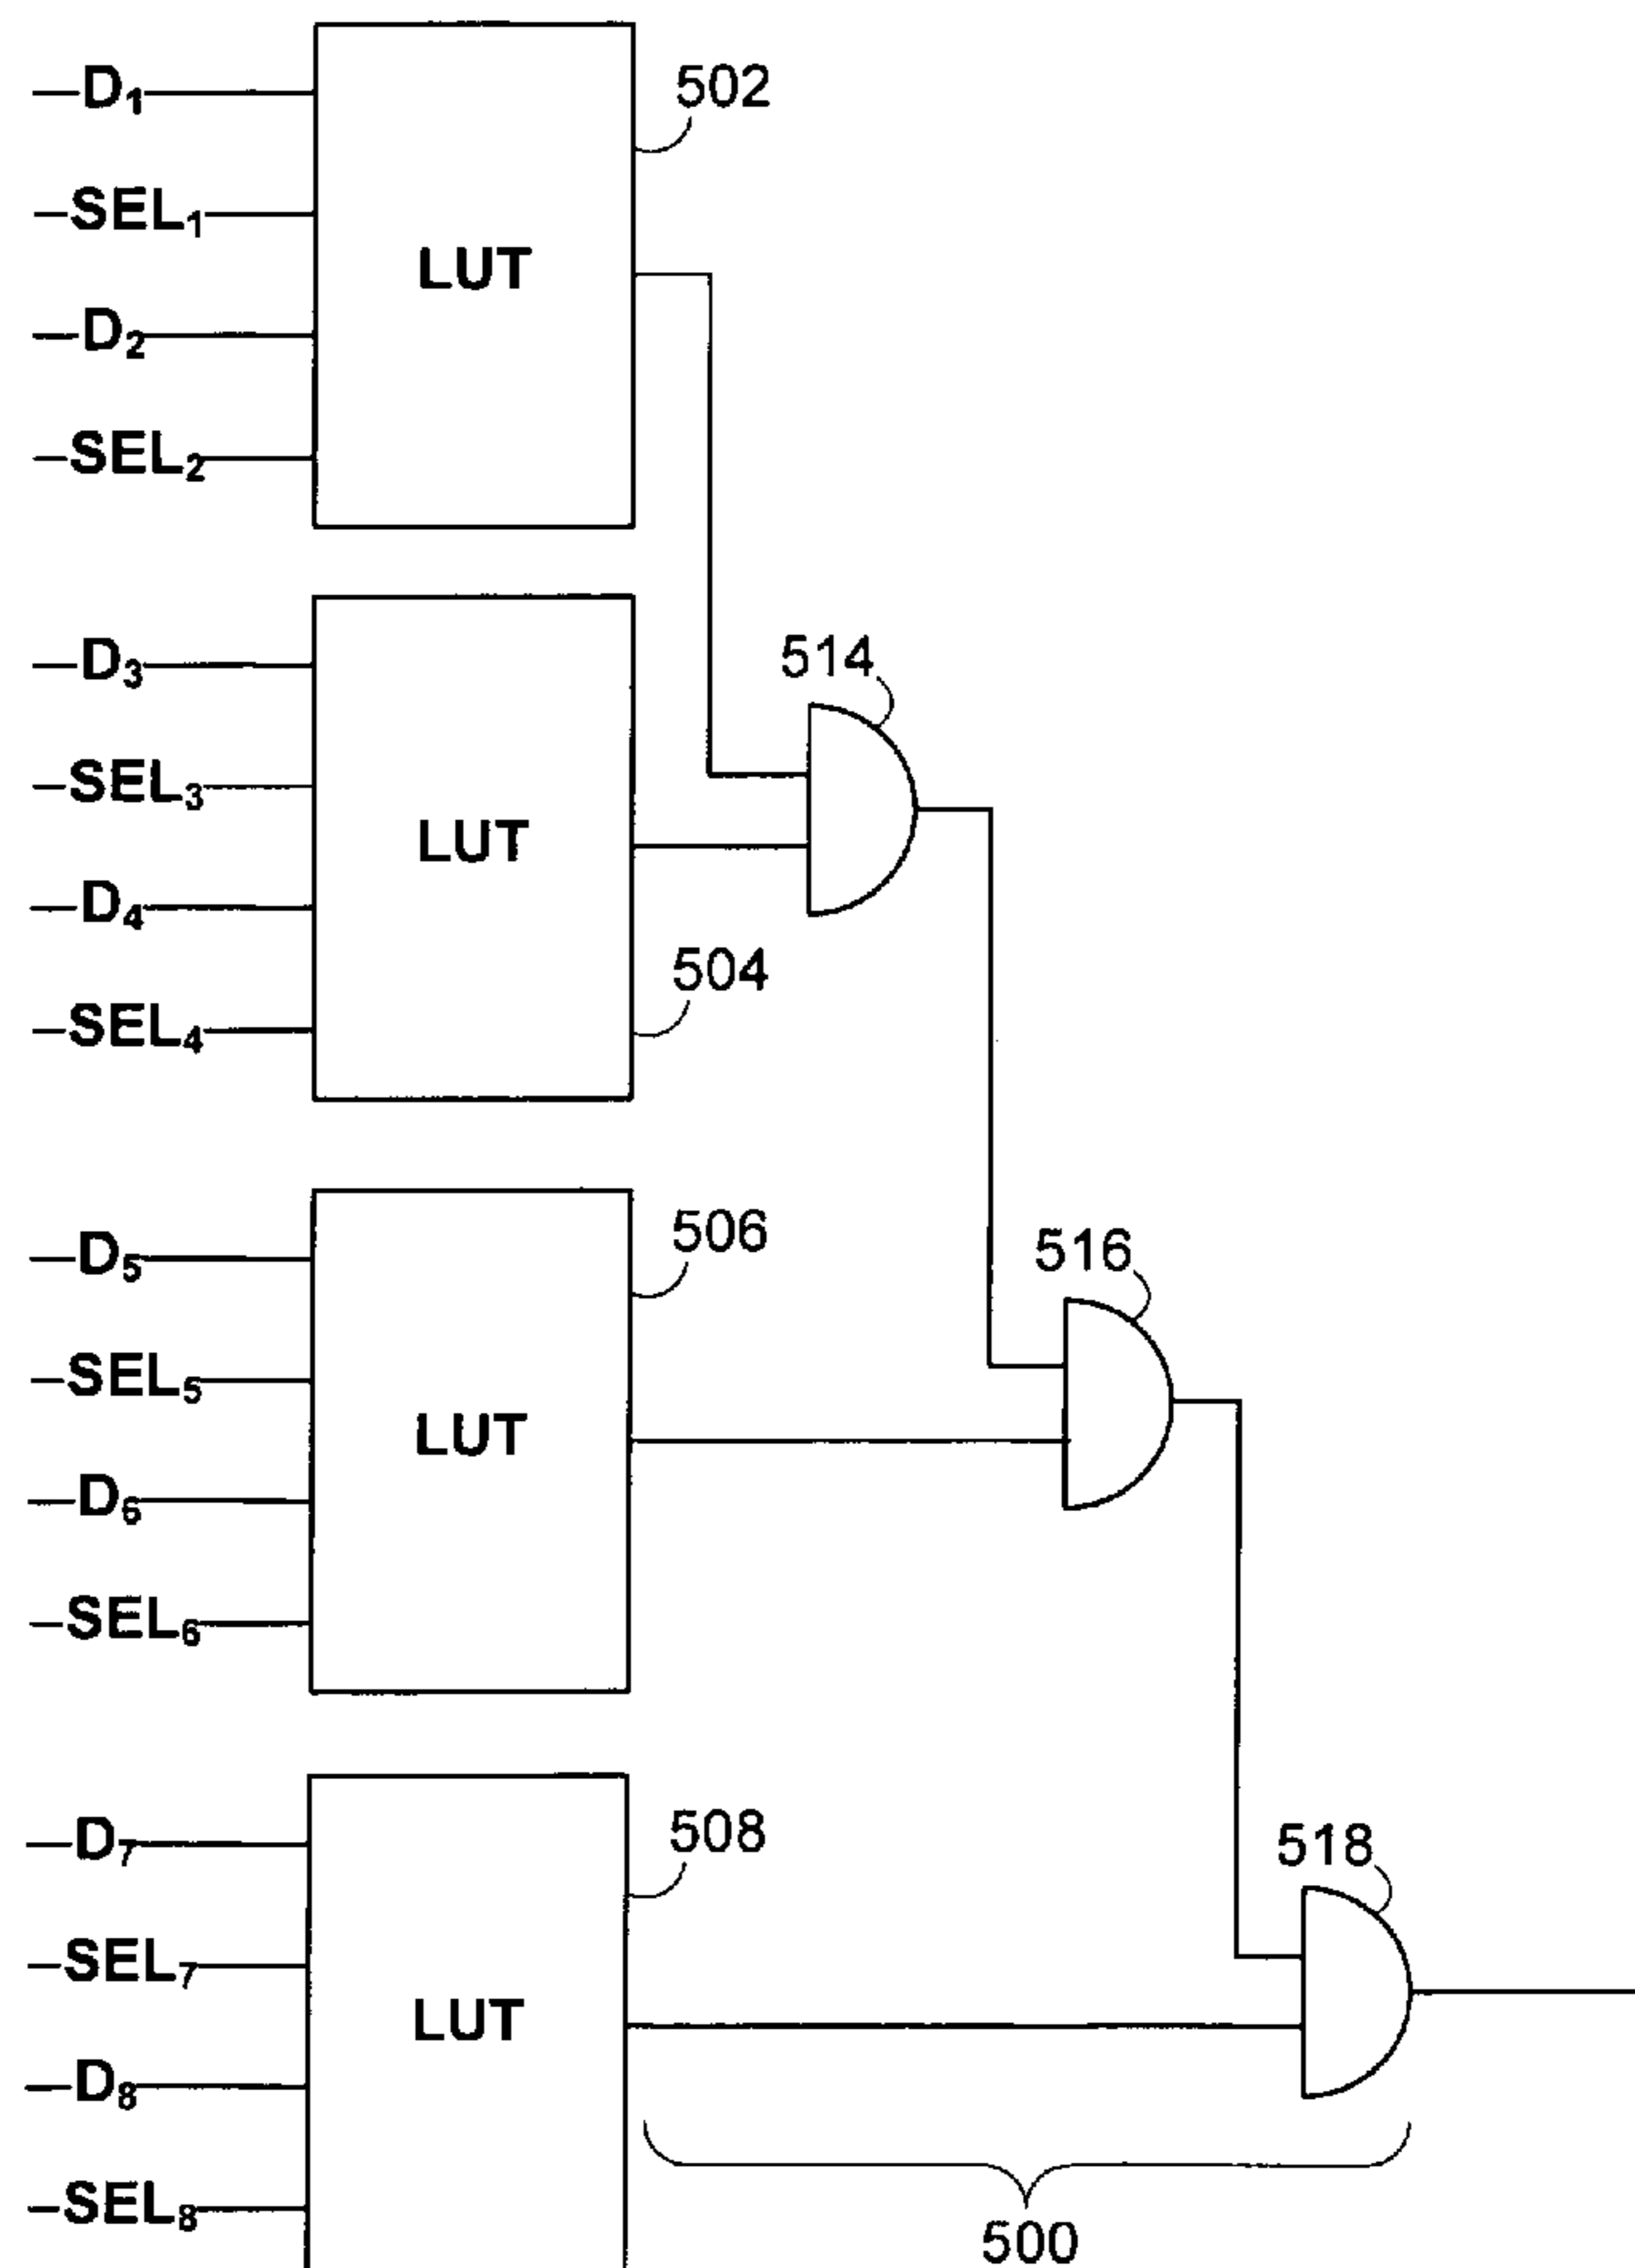 D₁
502
SEL₁
LUT
D₂
SEL₂
D₃
514
SEL₃
LUT
D₄
504
SEL₄
506
D₅
516
SEL₅
LUT
D₆
SEL₆
508
D₇
518
SEL₇
LUT
D₈
SEL₈
500